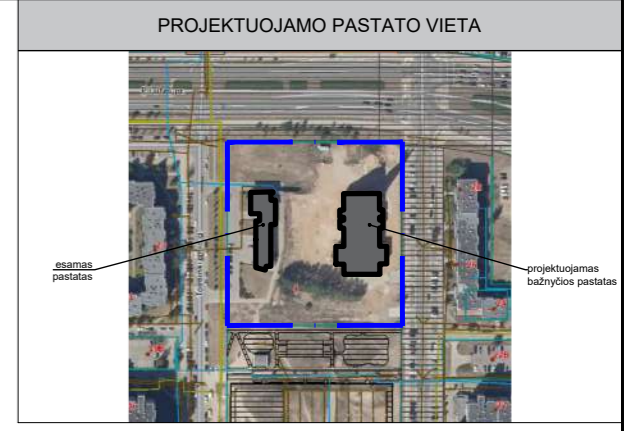 PROJEKTUOJAMO PASTATO VIETA
esamas
pastatas
projektuojamas
bažnyčios pastatas